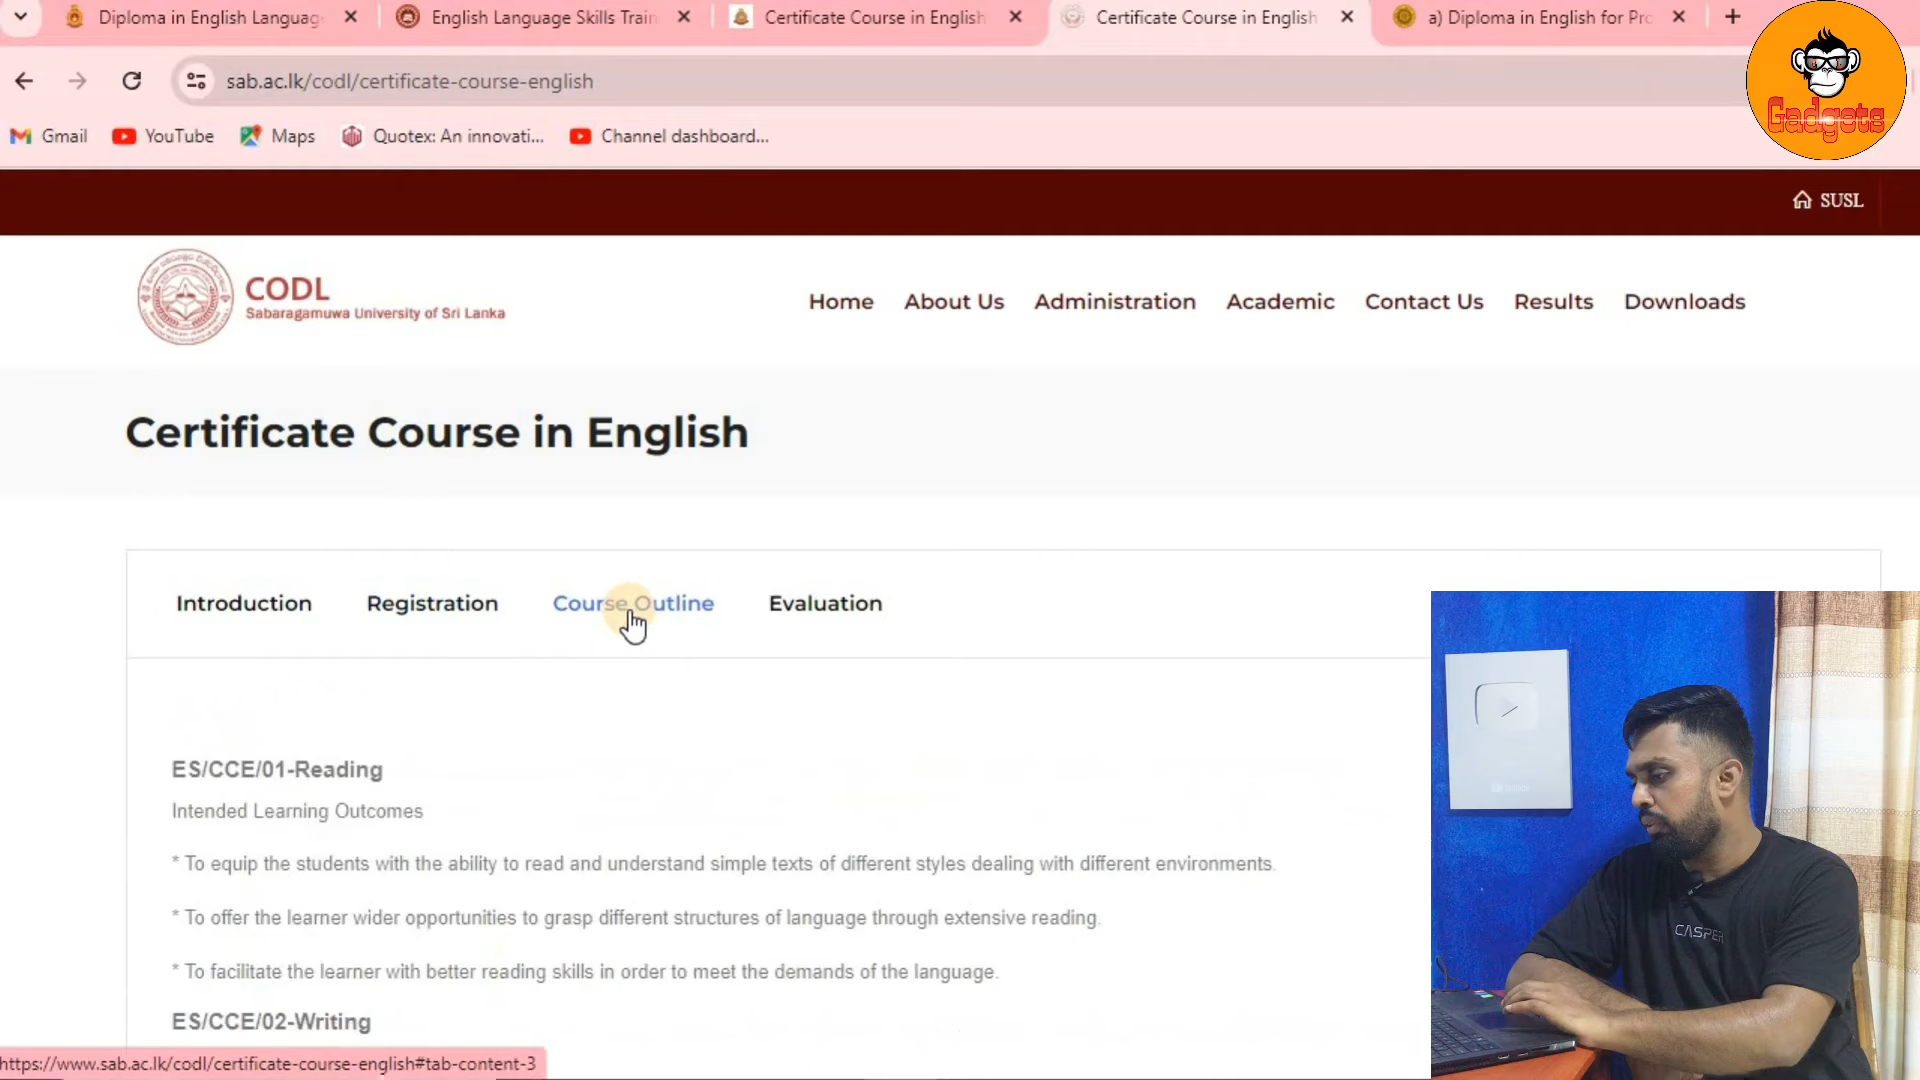 Diploma in English Languag
English Language Skills Train
Certificate Course in English
Certificate Course in English
a) Diploma in English for Pro
sab.ac.lk/codl/certificate-course-english
Gmail
YouTube
Maps
Quotex: An innovati...
Channel dashboard...
Gadgets
SUSL
CODL
Sabaragamuwa University of Sri Lanka
Home
About Us
Administration
Academic
Contact Us
Results
Downloads
Certificate Course in English
Introduction
Registration
Course Outline
Evaluation
ES/CCE/01-Reading
Intended Learning Outcomes
* To equip the students with the ability to read and understand simple texts of different styles dealing with different environments.
* To offer the learner wider opportunities to grasp different structures of language through extensive reading.
* To facilitate the learner with better reading skills in order to meet the demands of the language.
ES/CCE/02-Writing
https://www.sab.ac.lk/codl/certificate-course-english#tab-content-3
CASPER